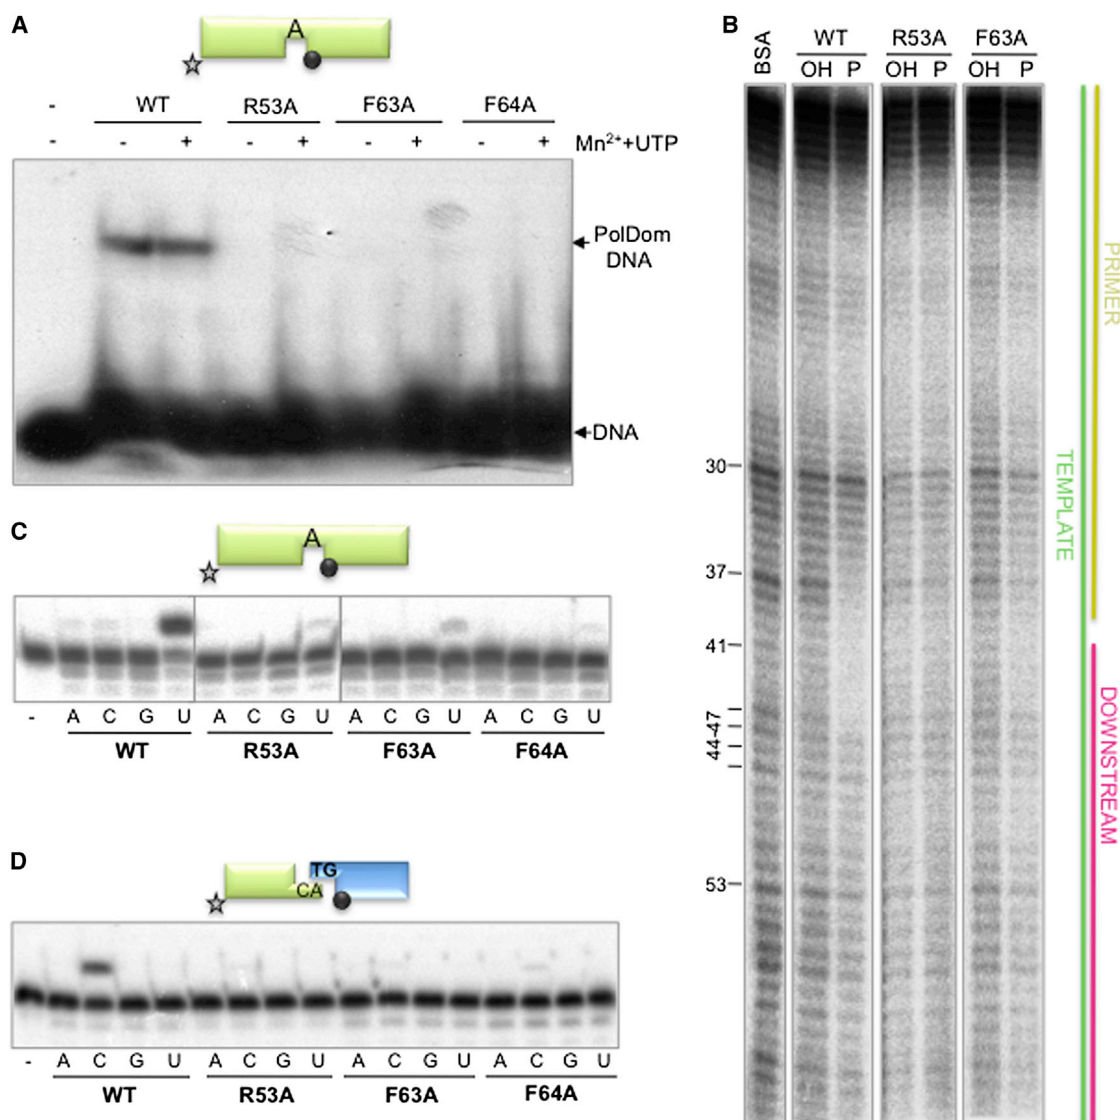 A
A
- WT R53A F63A F64A
- - + - + - + - + Mn2++UTP
PolDom
DNA
DNA
B
BSA WT R53A F63A
OH P OH P OH P
30
37
41
47
44
53
PRIMER
TEMPLATE
DOWNSTREAM
C
A
- A C G U A C G U A C G U A C G U
WT R53A F63A F64A
D
TG
CA
- A C G U A C G U A C G U A C G U
WT R53A F63A F64A